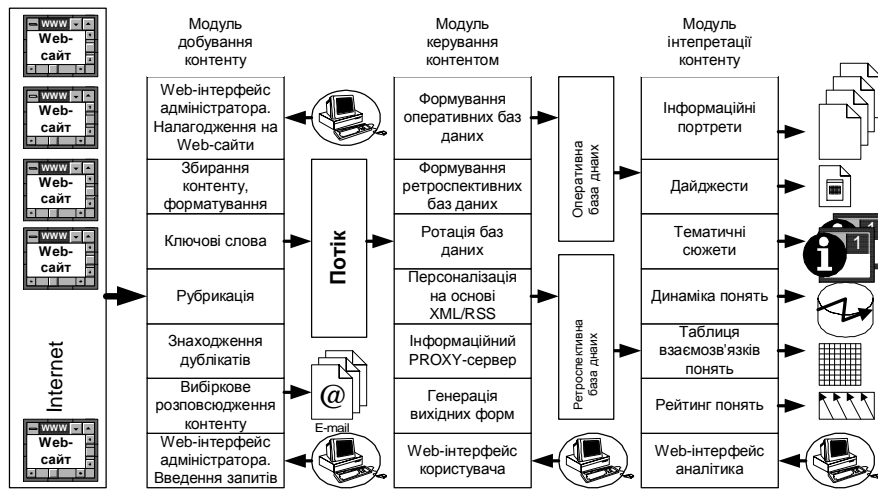 WWW
Web-
сайт
WWW
Web-
сайт
WWW
Web-
сайт
WWW
Web-
сайт
Internet
WWW
Web-
сайт
Модуль
добування
контенту
Web-інтерфейс
адміністратора.
Налагодження на
Web-сайти
Збирання
контенту,
форматування
Ключові слова
Рубрикація
Знаходження
дублікатів
Вибіркове
розповсюдження
контенту
Web-інтерфейс
адміністратора.
Введення запитів
Потік
@
E-mail
Модуль
керування
контентом
Формування
оперативних баз
даних
Формування
ретроспективних
баз даних
Ротація баз
даних
Персоналізація
на основі
XML/RSS
Інформаційний
PROXY-сервер
Генерація
вихідних форм
Web-інтерфейс
користувача
Оперативна
база днаих
Ретроспективна
база днаих
Модуль
інтепретації
контенту
Інформаційні
портрети
Дайджести
Тематичні
сюжети
Динаміка понять
Таблиця
взаємозв'язків
понять
Рейтинг понять
Web-інтерфейс
аналітика
1
i
1